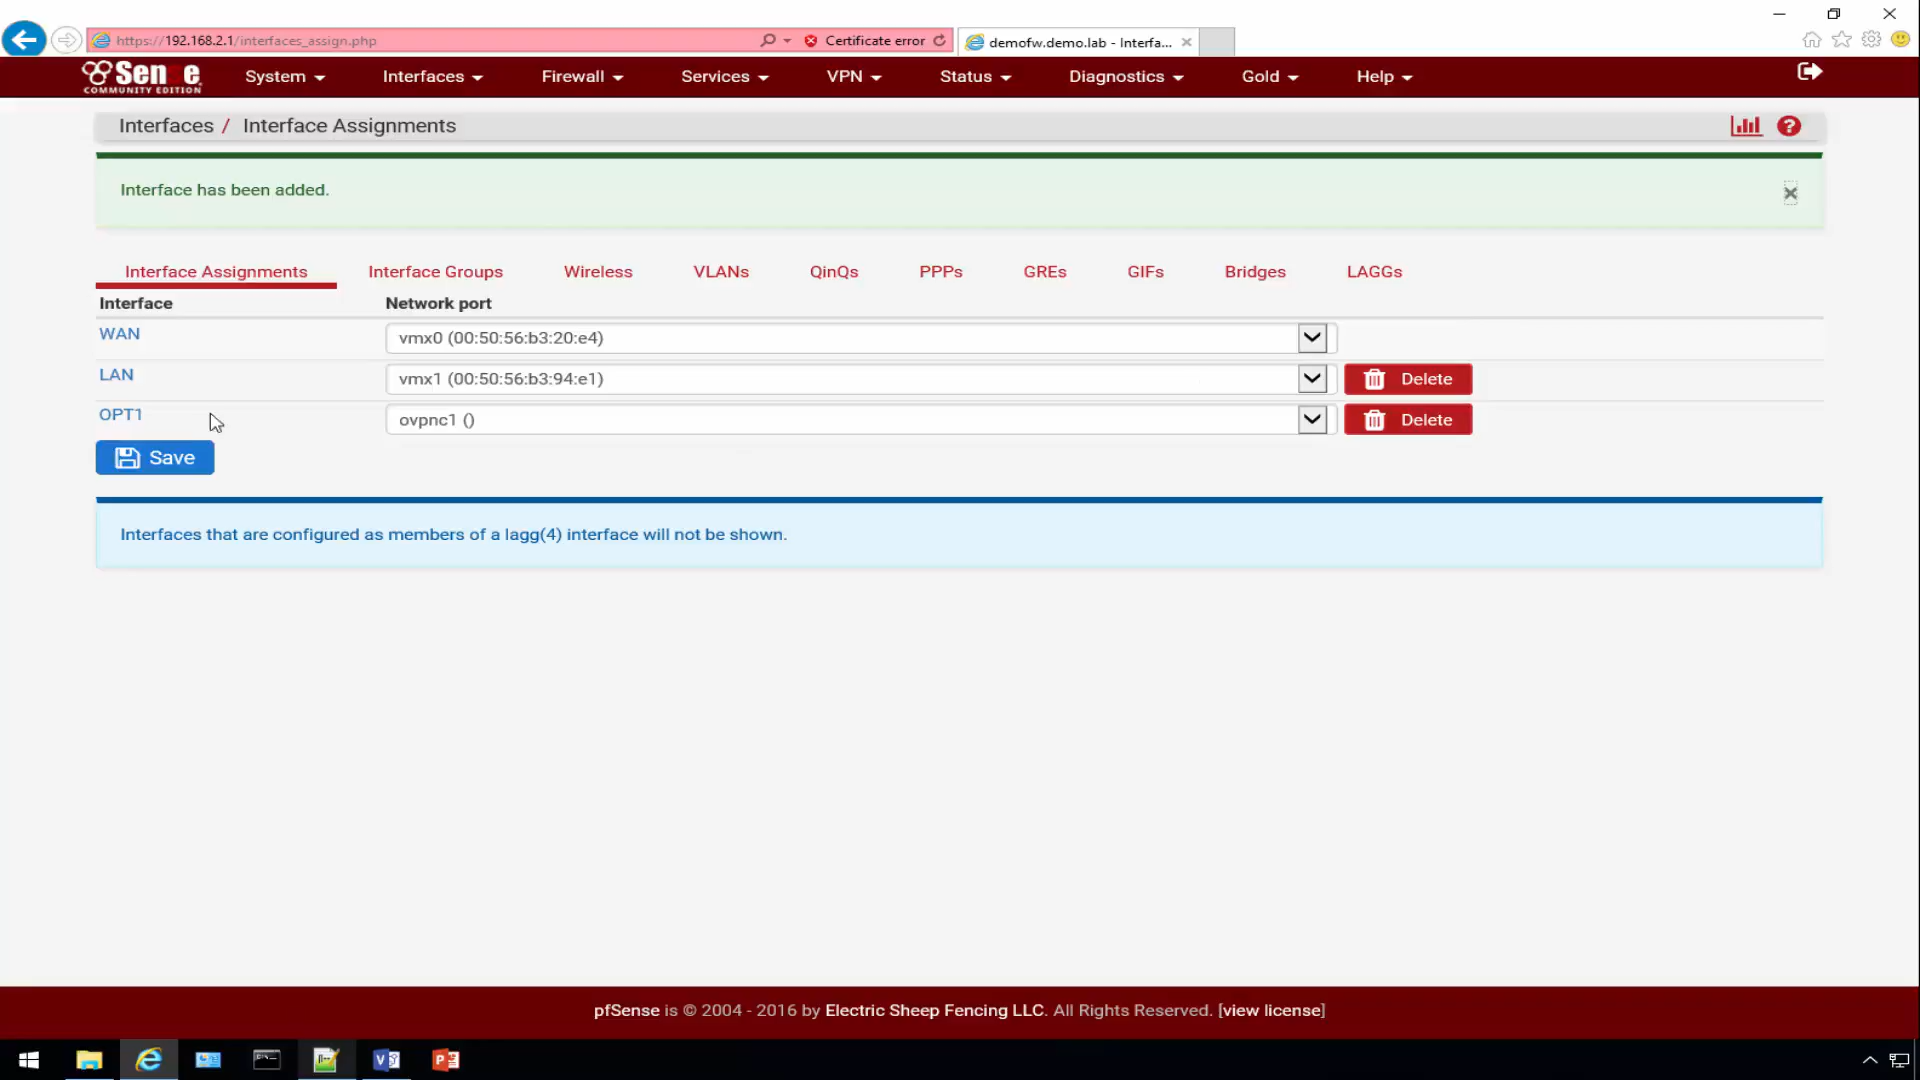 https://192.168.2.1/interfaces_assign.php
Certificate error
demofw.demo.lab - Interfa...
Sense
COMMUNITY EDITION
System
Interfaces
Firewall
Services
VPN
Status
Diagnostics
Gold
Help
Interfaces / Interface Assignments
Interface has been added.
Interface Assignments
Interface Groups
Wireless
VLANs
QinQs
PPPs
GREs
GIFs
Bridges
LAGGs
Interface
Network port
WAN
vmx0 (00:50:56:b3:20:e4)
LAN
vmx1 (00:50:56:b3:94:e1)
Delete
OPT1
ovpnc1 ()
Delete
Save
Interfaces that are configured as members of a lagg(4) interface will not be shown.
pfSense is © 2004 - 2016 by Electric Sheep Fencing LLC. All Rights Reserved. [view license]